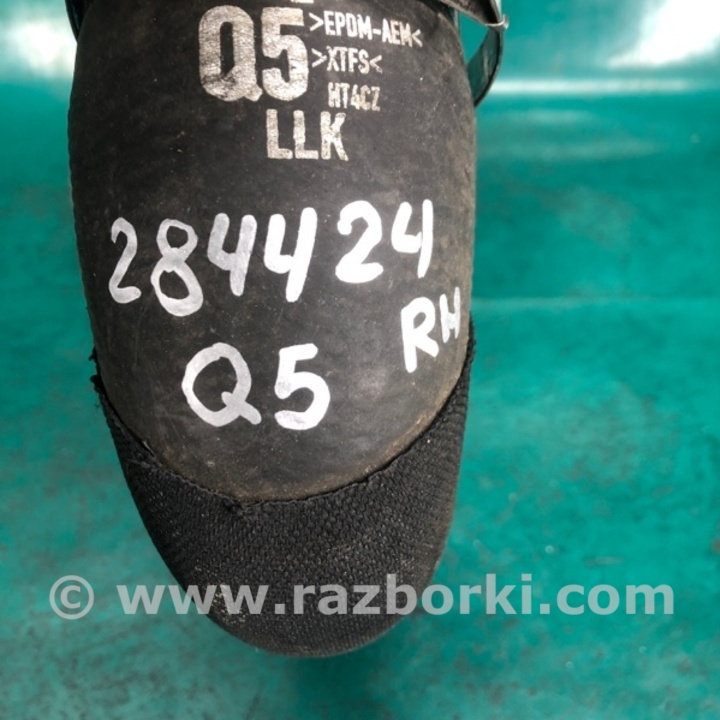 Q5 >EPDM-AEM<
>XTFS<
HT4CZ
LLK
284424
RH
Q5
© www.razborki.com